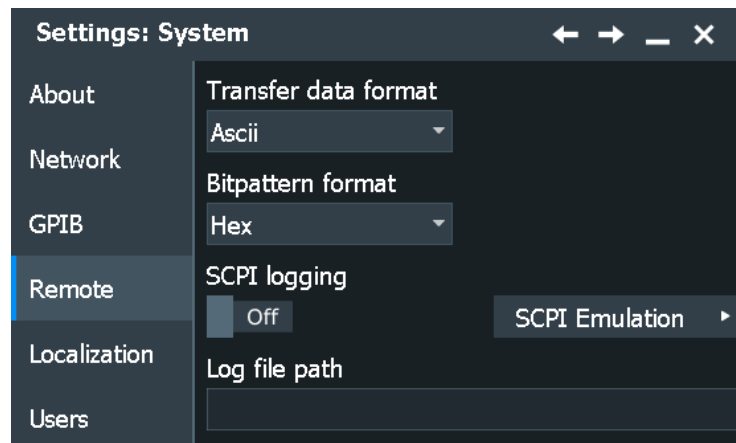 Settings: System
About
Network
GPIB
Remote
Localization
Users
Transfer data format
Ascii
Bitpattern format
Hex
SCPI logging
Off
SCPI Emulation
Log file path